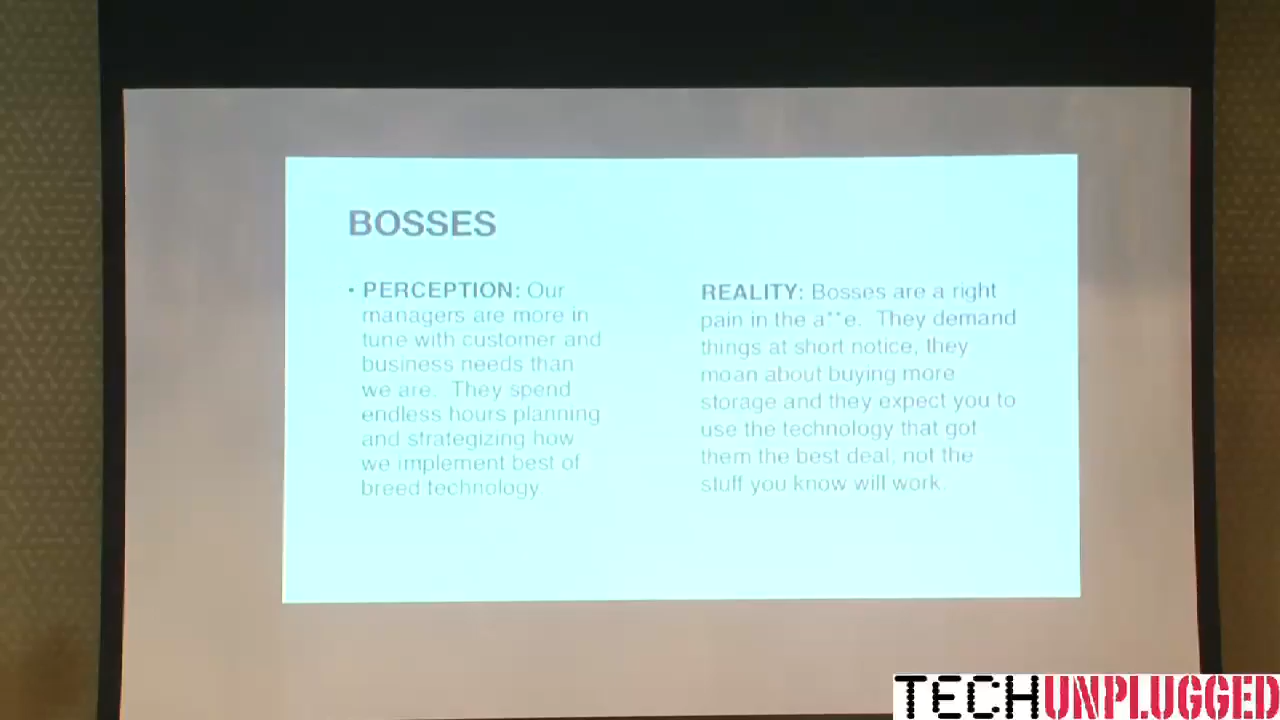 BOSSES
• PERCEPTION: Our
managers are more in
tune with customer and
business needs than
we are. They spend
endless hours planning
and strategizing how
we implement best of
breed technology
REALITY: Bosses are a right
pain in the a**e. They demand
things at short notice, they
moan about buying more
storage and they expect you to
use the technology that got
them the best deal, not the
stuff you know will work.
TECHUNPLUGGED